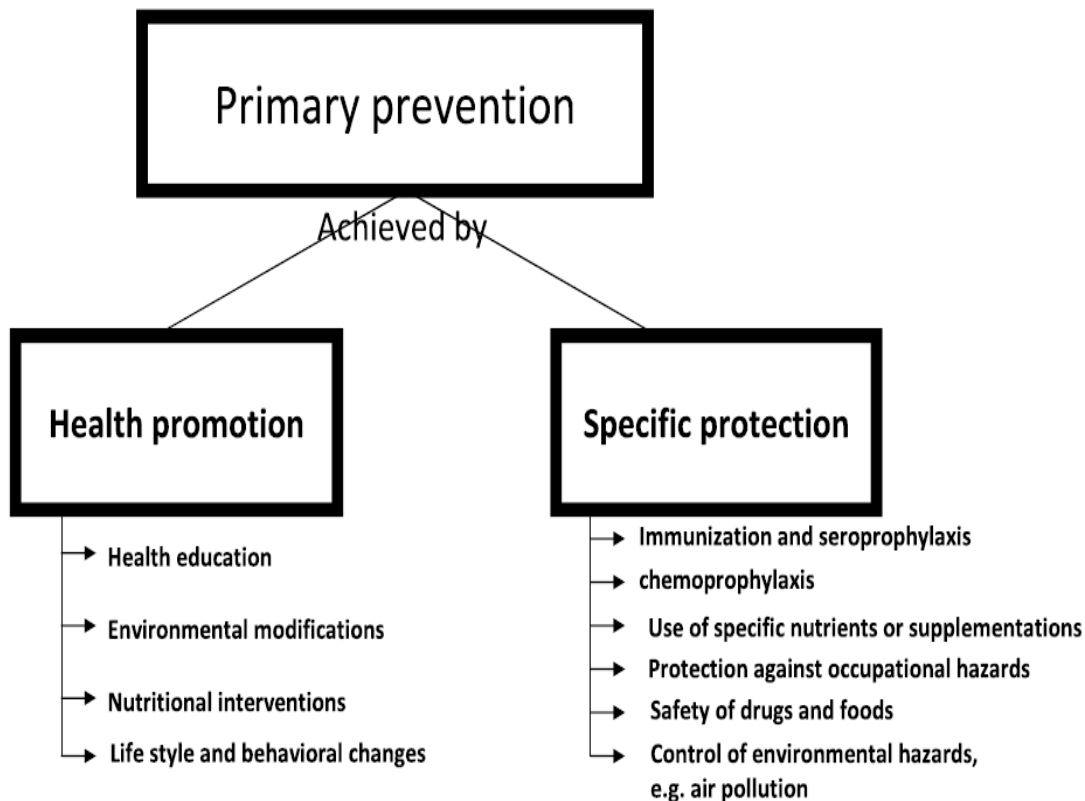 Primary prevention
Achieved by
Health promotion
Health education
Environmental modifications
Nutritional interventions
Life style and behavioral changes
Specific protection
Immunization and seroprophylaxis
chemoprophylaxis
Use of specific nutrients or supplementations
Protection against occupational hazards
Safety of drugs and foods
Control of environmental hazards,
e.g. air pollution